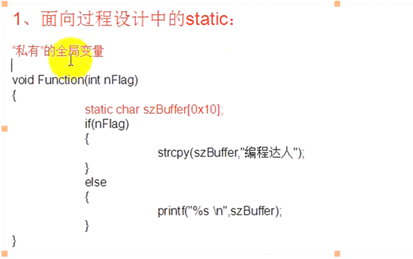 1、面向过程设计中的static：
“私有”的全局变量
void Function(int nFlag)
{
static char szBuffer[0x10];
if(nFlag)
{
strcpy(szBuffer,"编程达人");
}
else
{
printf("%s \n",szBuffer);
}
}